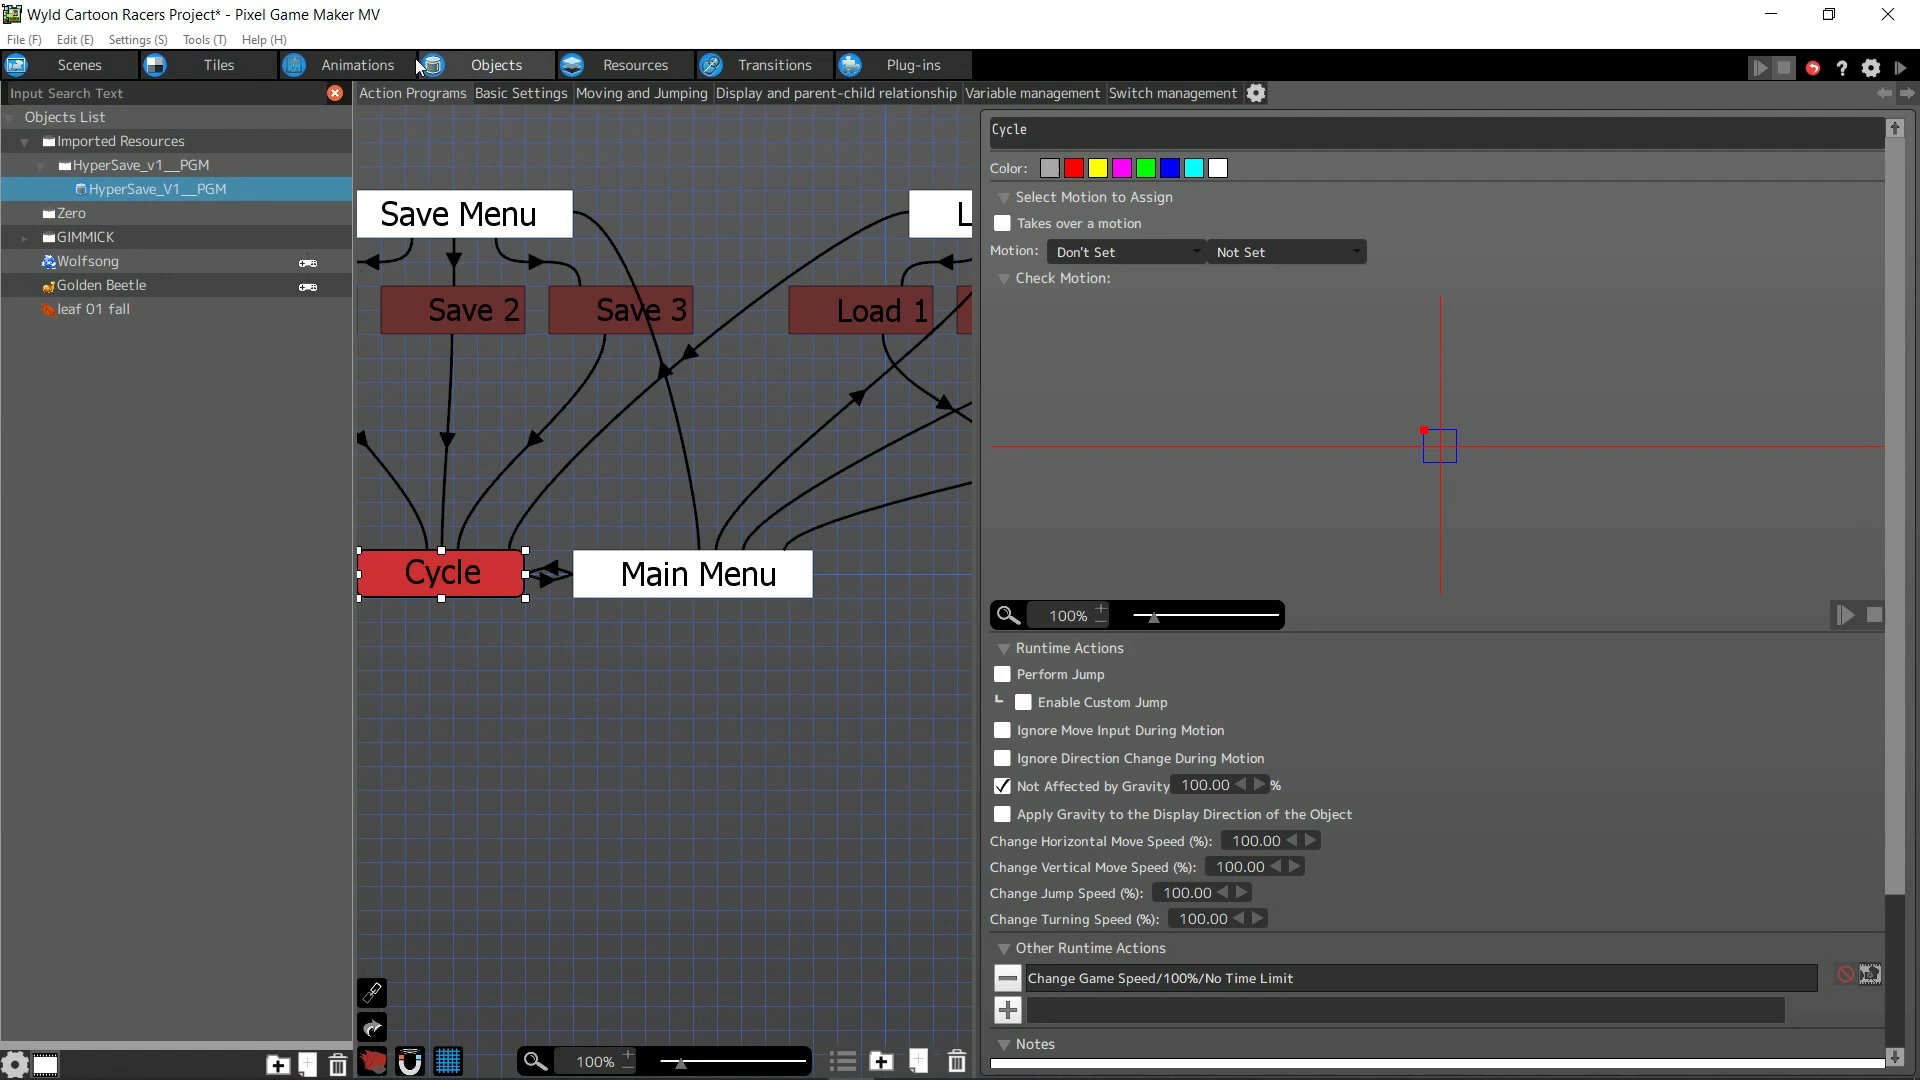 Wyld Cartoon Racers Project* - Pixel Game Maker MV
File (F) Edit (E) Settings (S) Tools (T) Help (H)
Scenes Tiles Animations Objects Resources Transitions Plug-ins
Input Search Text
Action Programs Basic Settings Moving and Jumping Display and parent-child relationship Variable management Switch management
Objects List
Imported Resources
HyperSave_v1__PGM
HyperSave_V1__PGM
Zero
GIMMICK
Wolfsong
Golden Beetle
leaf 01 fall
Save Menu
L
Save 2
Save 3
Load 1
Cycle
Main Menu
100%
Cycle
Color:
Select Motion to Assign
Takes over a motion
Motion: Don't Set Not Set
Check Motion:
100%
Runtime Actions
Perform Jump
Enable Custom Jump
Ignore Move Input During Motion
Ignore Direction Change During Motion
Not Affected by Gravity 100.00 %
Apply Gravity to the Display Direction of the Object
Change Horizontal Move Speed (%): 100.00
Change Vertical Move Speed (%): 100.00
Change Jump Speed (%): 100.00
Change Turning Speed (%): 100.00
Other Runtime Actions
Change Game Speed/100%/No Time Limit
Notes